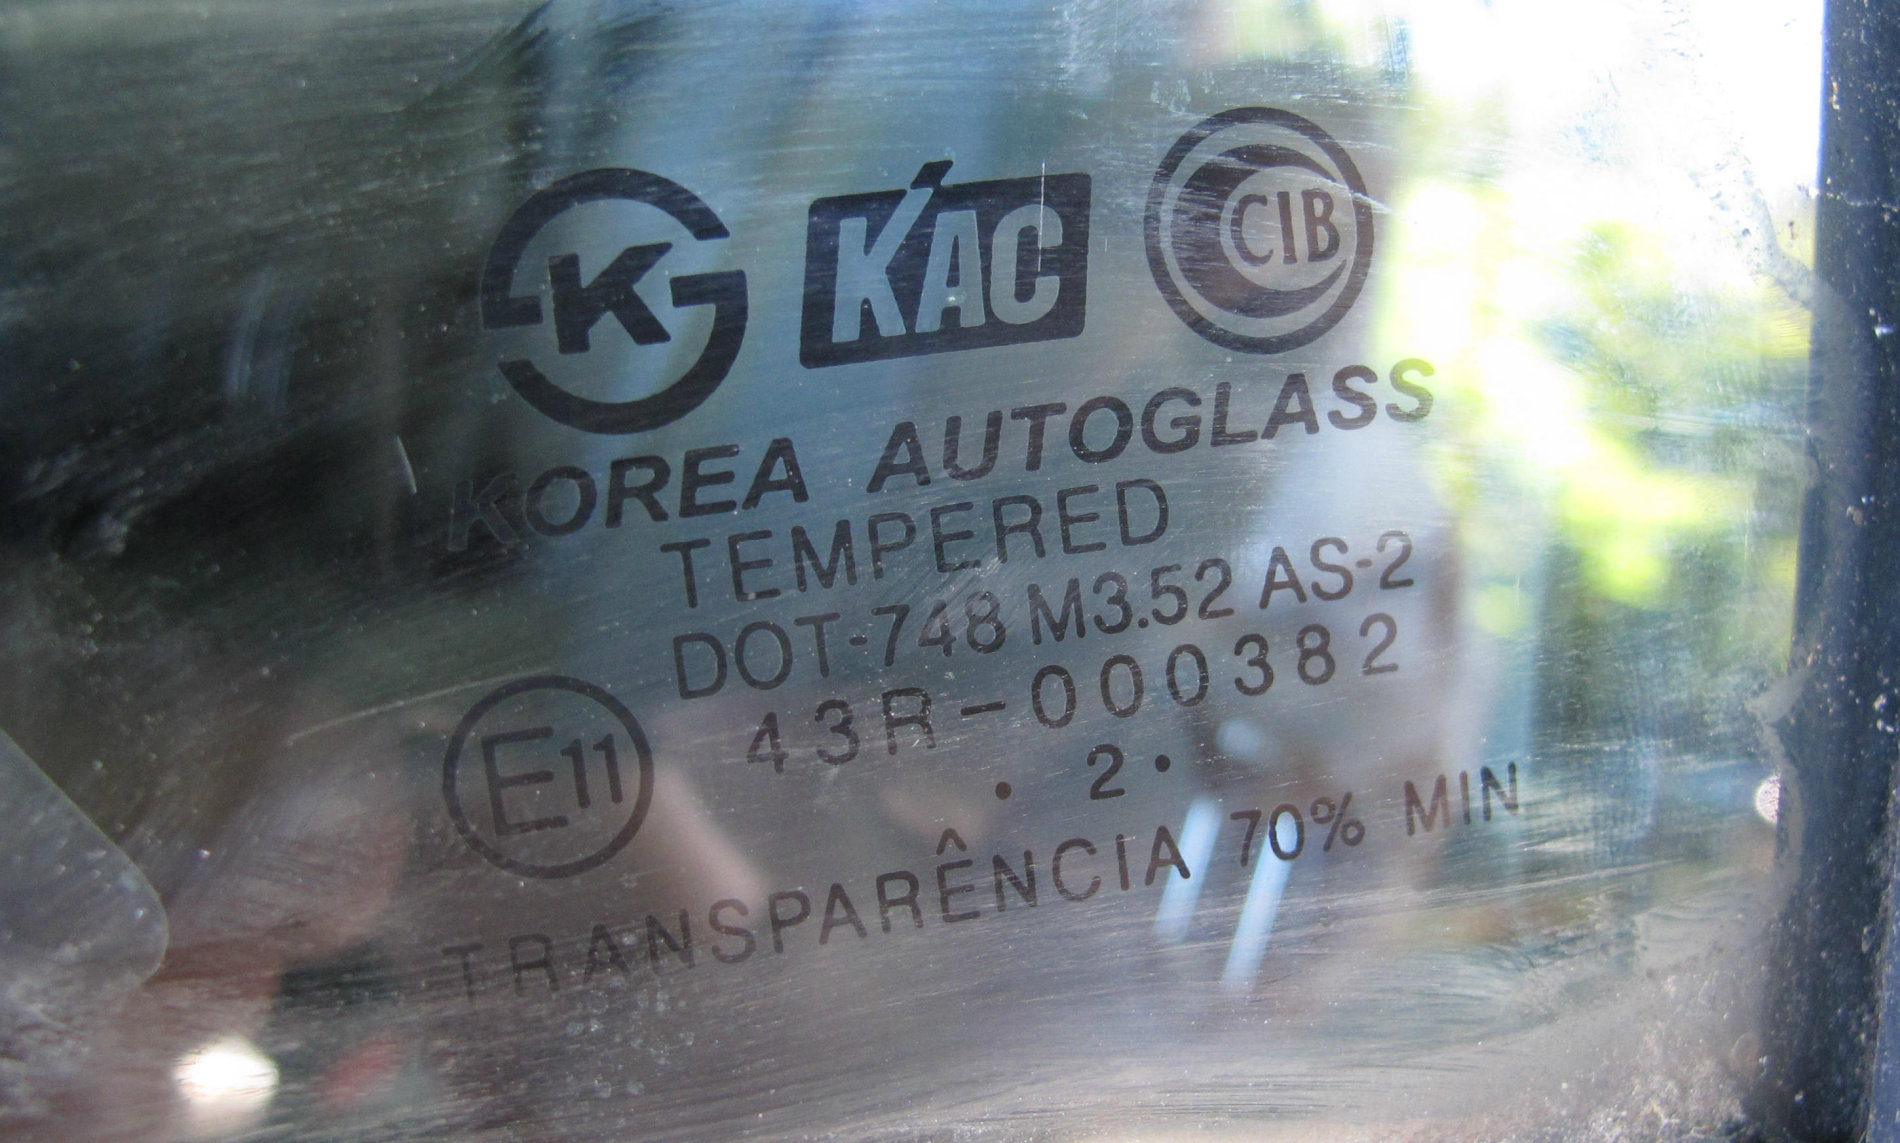 K KAC CIB
KOREA AUTOGLASS
TEMPERED
DOT-748 M3.52 AS-2
43R-000382
E11
· 2 ·
TRANSPARÊNCIA 70% MIN